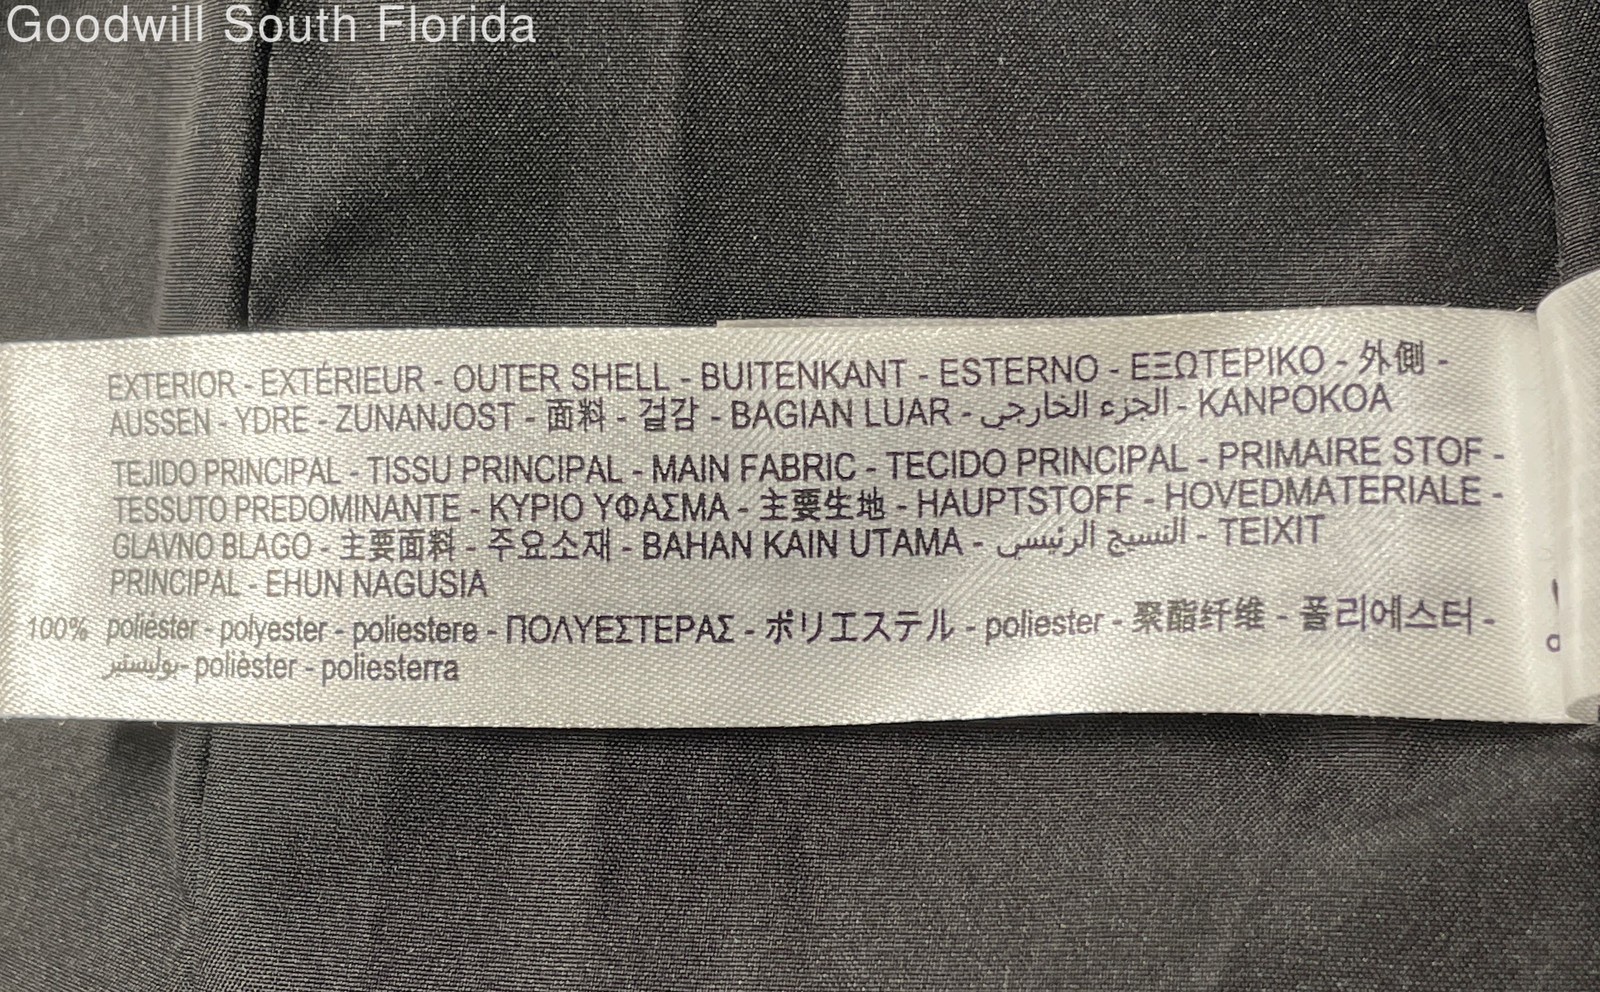 Goodwill South Florida
EXTERIOR - EXTÉRIEUR - OUTER SHELL - BUITENKANT - ESTERNO - ΕΞΩΤΕΡΙΚΟ - 外側 -
AUSSEN - YDRE - ZUNANJOST - 面料 - 겉감 - BAGIAN LUAR - الجزء الخارجي - KANPOKOA
TEJIDO PRINCIPAL - TISSU PRINCIPAL - MAIN FABRIC - TECIDO PRINCIPAL - PRIMAIRE STOF -
TESSUTO PREDOMINANTE - ΚΥΡΙΟ ΥΦΑΣΜΑ - 主要生地 - HAUPTSTOFF - HOVEDMATERIALE -
GLAVNO BLAGO - 主要面料 - 주요소재 - BAHAN KAIN UTAMA - النسيج الرئيسي - TEIXIT
PRINCIPAL - EHUN NAGUSIA
100% poliéster - polyester - poliestere - ΠΟΛΥΕΣΤΕΡΑΣ - ポリエステル - poliester - 聚酯纤维 - 폴리에스터 -
بوليستير - polièster - poliesterra